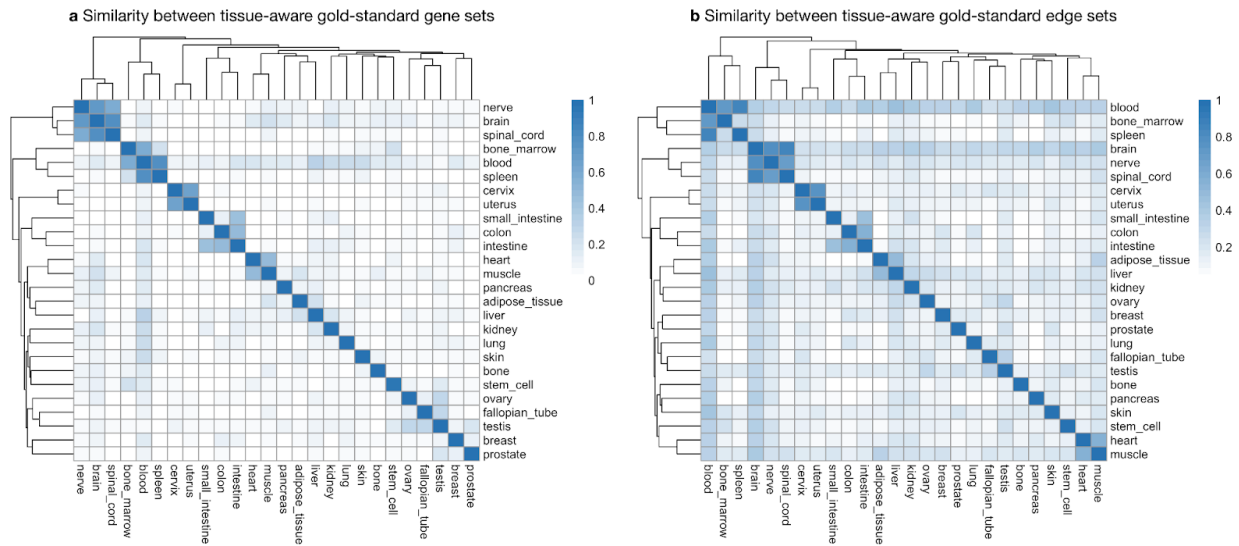 a Similarity between tissue-aware gold-standard gene sets
nerve
brain
spinal_cord
bone_marrow
blood
spleen
cervix
uterus
small_intestine
colon
intestine
heart
muscle
pancreas
adipose_tissue
liver
kidney
lung
skin
bone
stem_cell
ovary
fallopian_tube
testis
breast
prostate
1
0.8
0.6
0.4
0.2
0
nerve
brain
spinal_cord
bone_marrow
blood
spleen
cervix
uterus
small_intestine
colon
intestine
heart
muscle
pancreas
adipose_tissue
liver
kidney
lung
skin
bone
stem_cell
ovary
fallopian_tube
testis
breast
prostate
b Similarity between tissue-aware gold-standard edge sets
blood
bone_marrow
spleen
brain
nerve
spinal_cord
cervix
uterus
small_intestine
colon
intestine
adipose_tissue
liver
kidney
ovary
breast
prostate
lung
fallopian_tube
testis
bone
pancreas
skin
stem_cell
heart
muscle
1
0.8
0.6
0.4
0.2
blood
bone_marrow
spleen
brain
nerve
spinal_cord
cervix
uterus
small_intestine
colon
intestine
adipose_tissue
liver
kidney
ovary
breast
prostate
lung
fallopian_tube
testis
bone
pancreas
skin
stem_cell
heart
muscle